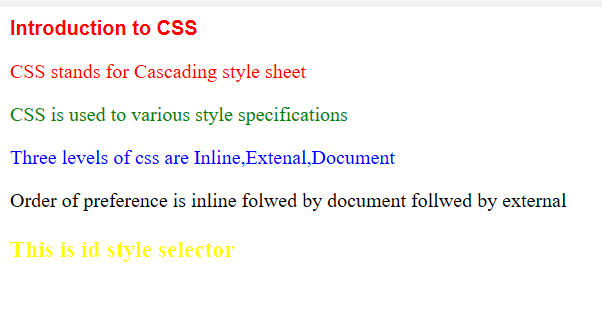 Introduction to CSS
CSS stands for Cascading style sheet
CSS is used to various style specifications
Three levels of css are Inline,Extenal,Document
Order of preference is inline folwed by document follwed by external
This is id style selector